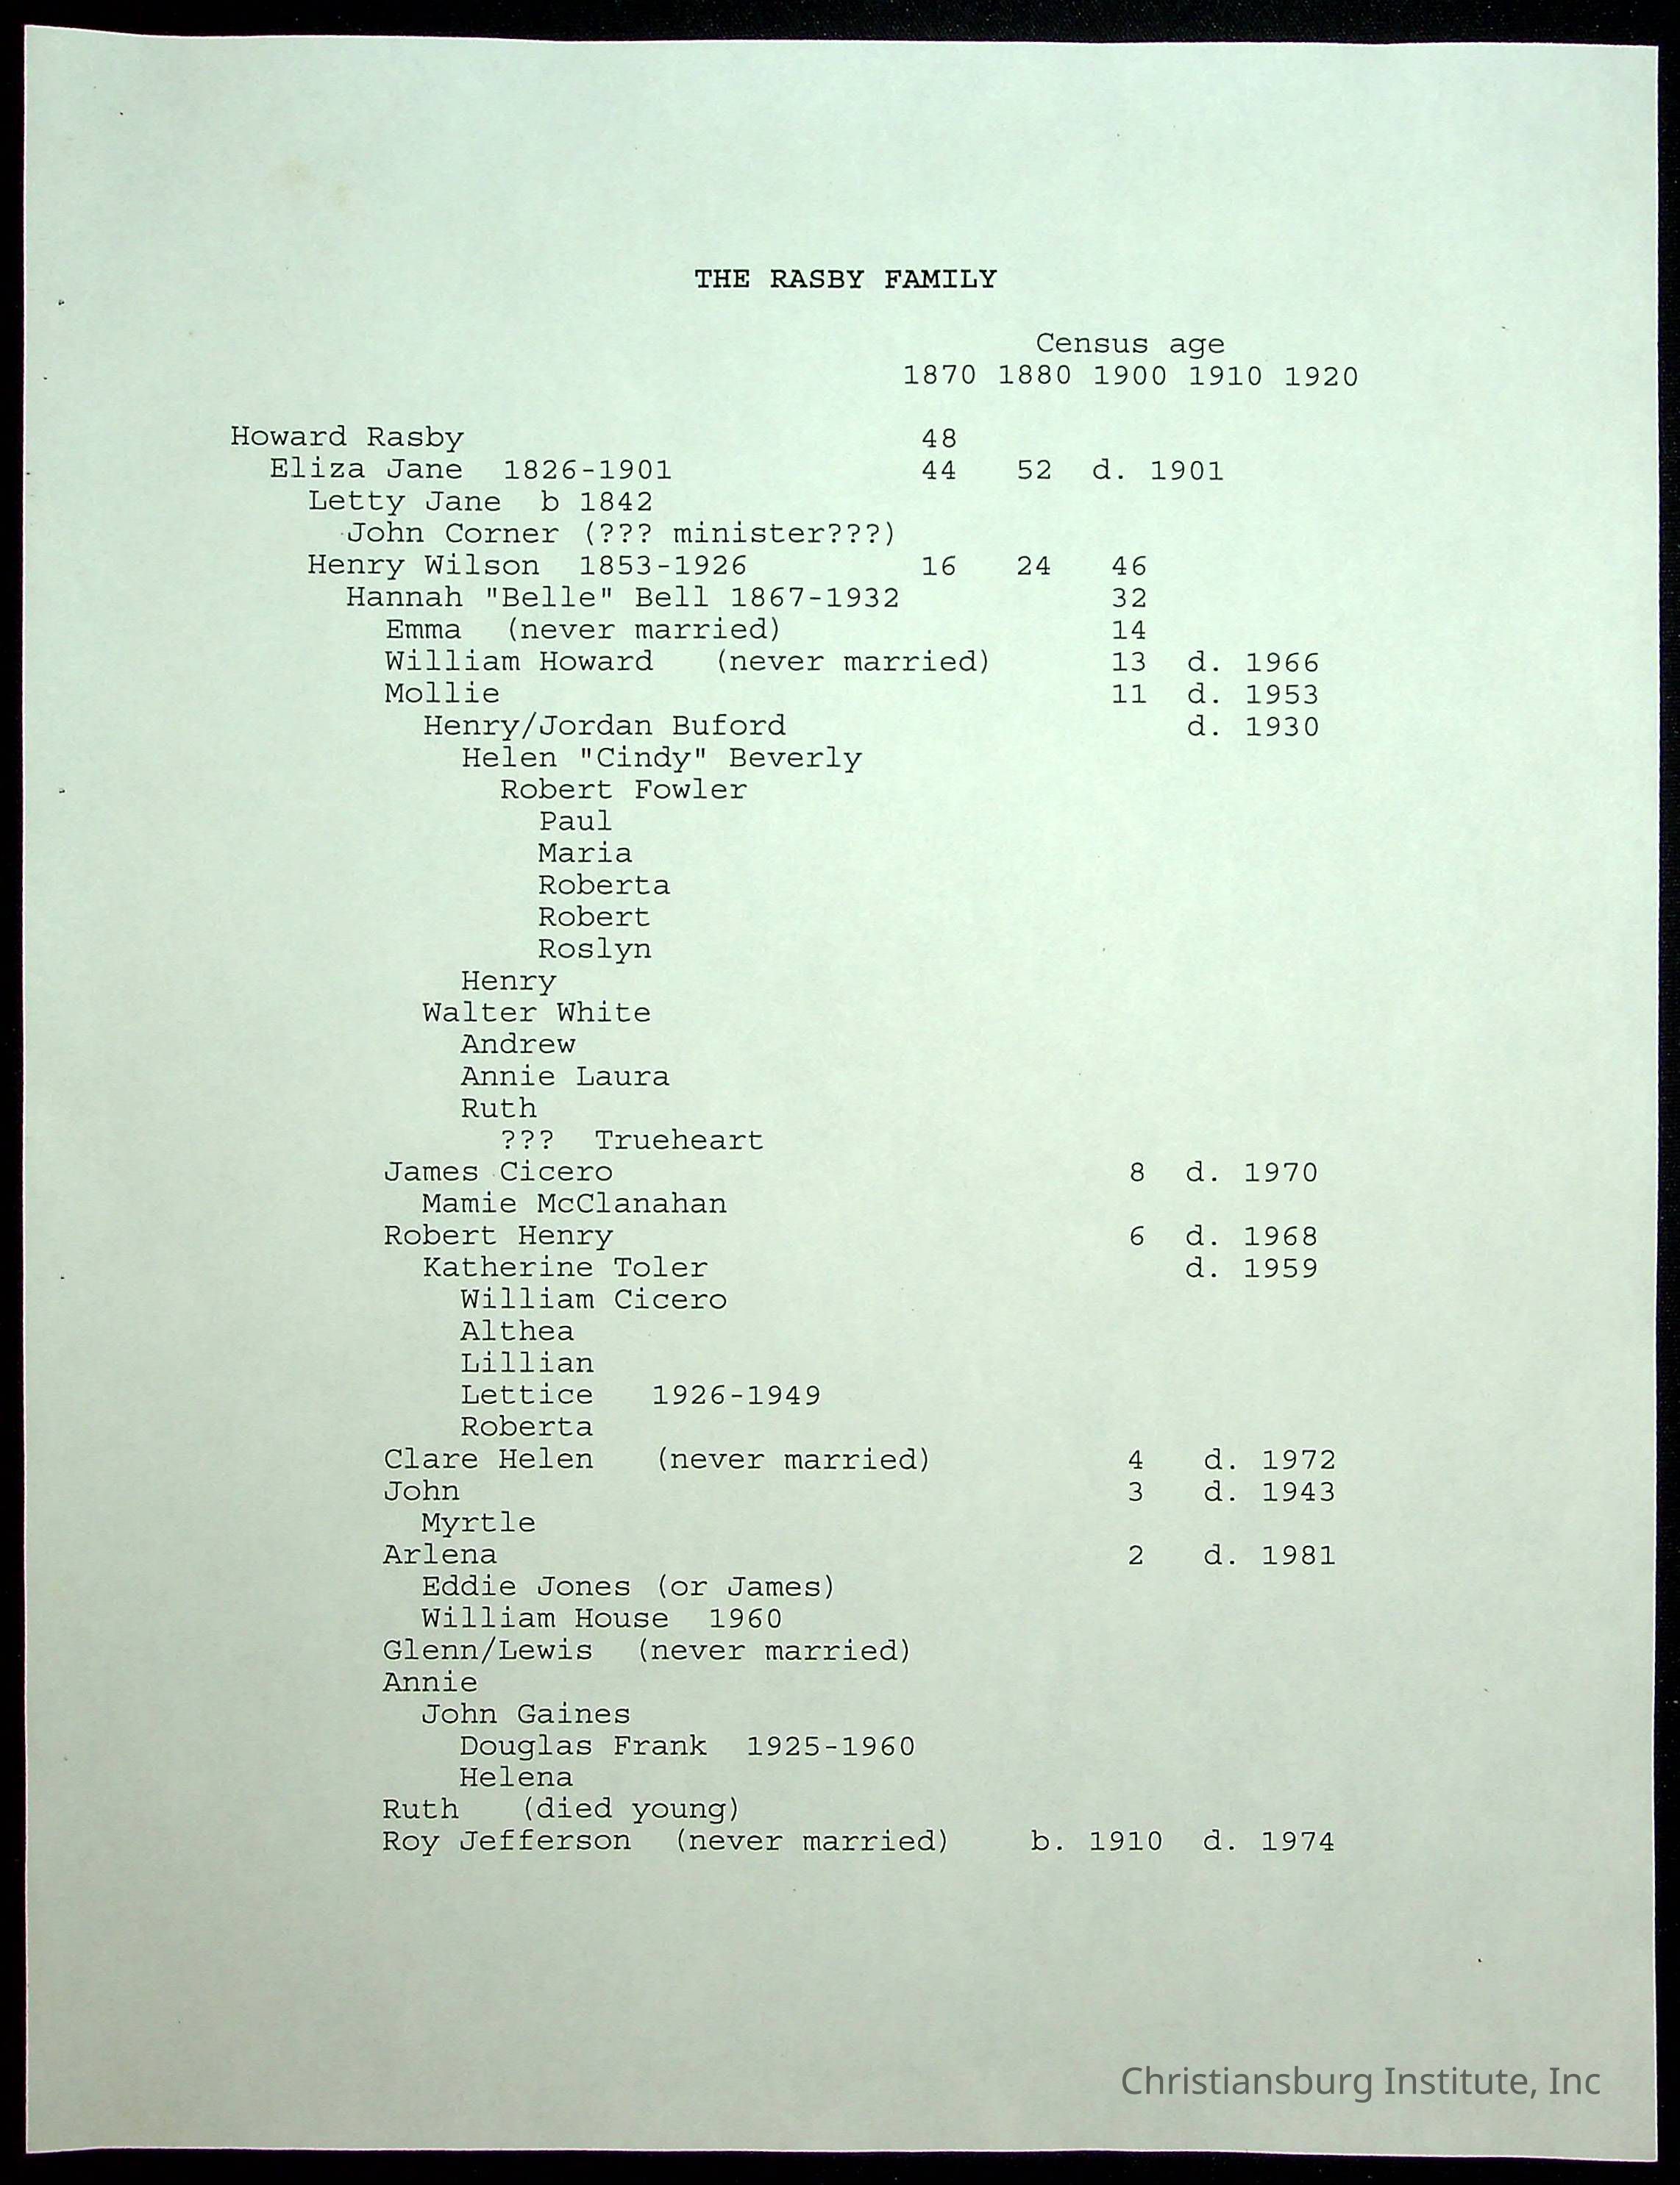 THE RASBY FAMILY
Census age
1870 1880 1900 1910 1920
Howard Rasby 48
Eliza Jane 1826-1901 44 52 d. 1901
Letty Jane b 1842
John Corner (??? minister???)
Henry Wilson 1853-1926 16 24 46
Hannah "Belle" Bell 1867-1932 32
Emma (never married) 14
William Howard (never married) 13 d. 1966
Mollie 11 d. 1953
Henry/Jordan Buford d. 1930
Helen "Cindy" Beverly
Robert Fowler
Paul
Maria
Roberta
Robert
Roslyn
Henry
Walter White
Andrew
Annie Laura
Ruth
??? Trueheart
James Cicero 8 d. 1970
Mamie McClanahan
Robert Henry 6 d. 1968
Katherine Toler d. 1959
William Cicero
Althea
Lillian
Lettice 1926-1949
Roberta
Clare Helen (never married) 4 d. 1972
John 3 d. 1943
Myrtle
Arlena 2 d. 1981
Eddie Jones (or James)
William House 1960
Glenn/Lewis (never married)
Annie
John Gaines
Douglas Frank 1925-1960
Helena
Ruth (died young)
Roy Jefferson (never married) b. 1910 d. 1974
Christiansburg Institute, Inc